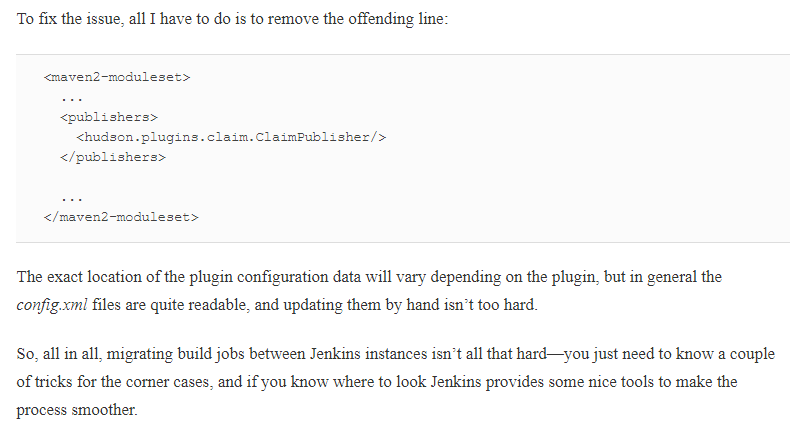 To fix the issue, all I have to do is to remove the offending line:
<maven2-moduleset>
...
<publishers>
<hudson.plugins.claim.ClaimPublisher/>
</publishers>
...
</maven2-moduleset>
The exact location of the plugin configuration data will vary depending on the plugin, but in general the
config.xml files are quite readable, and updating them by hand isn’t too hard.
So, all in all, migrating build jobs between Jenkins instances isn’t all that hard—you just need to know a couple
of tricks for the corner cases, and if you know where to look Jenkins provides some nice tools to make the
process smoother.